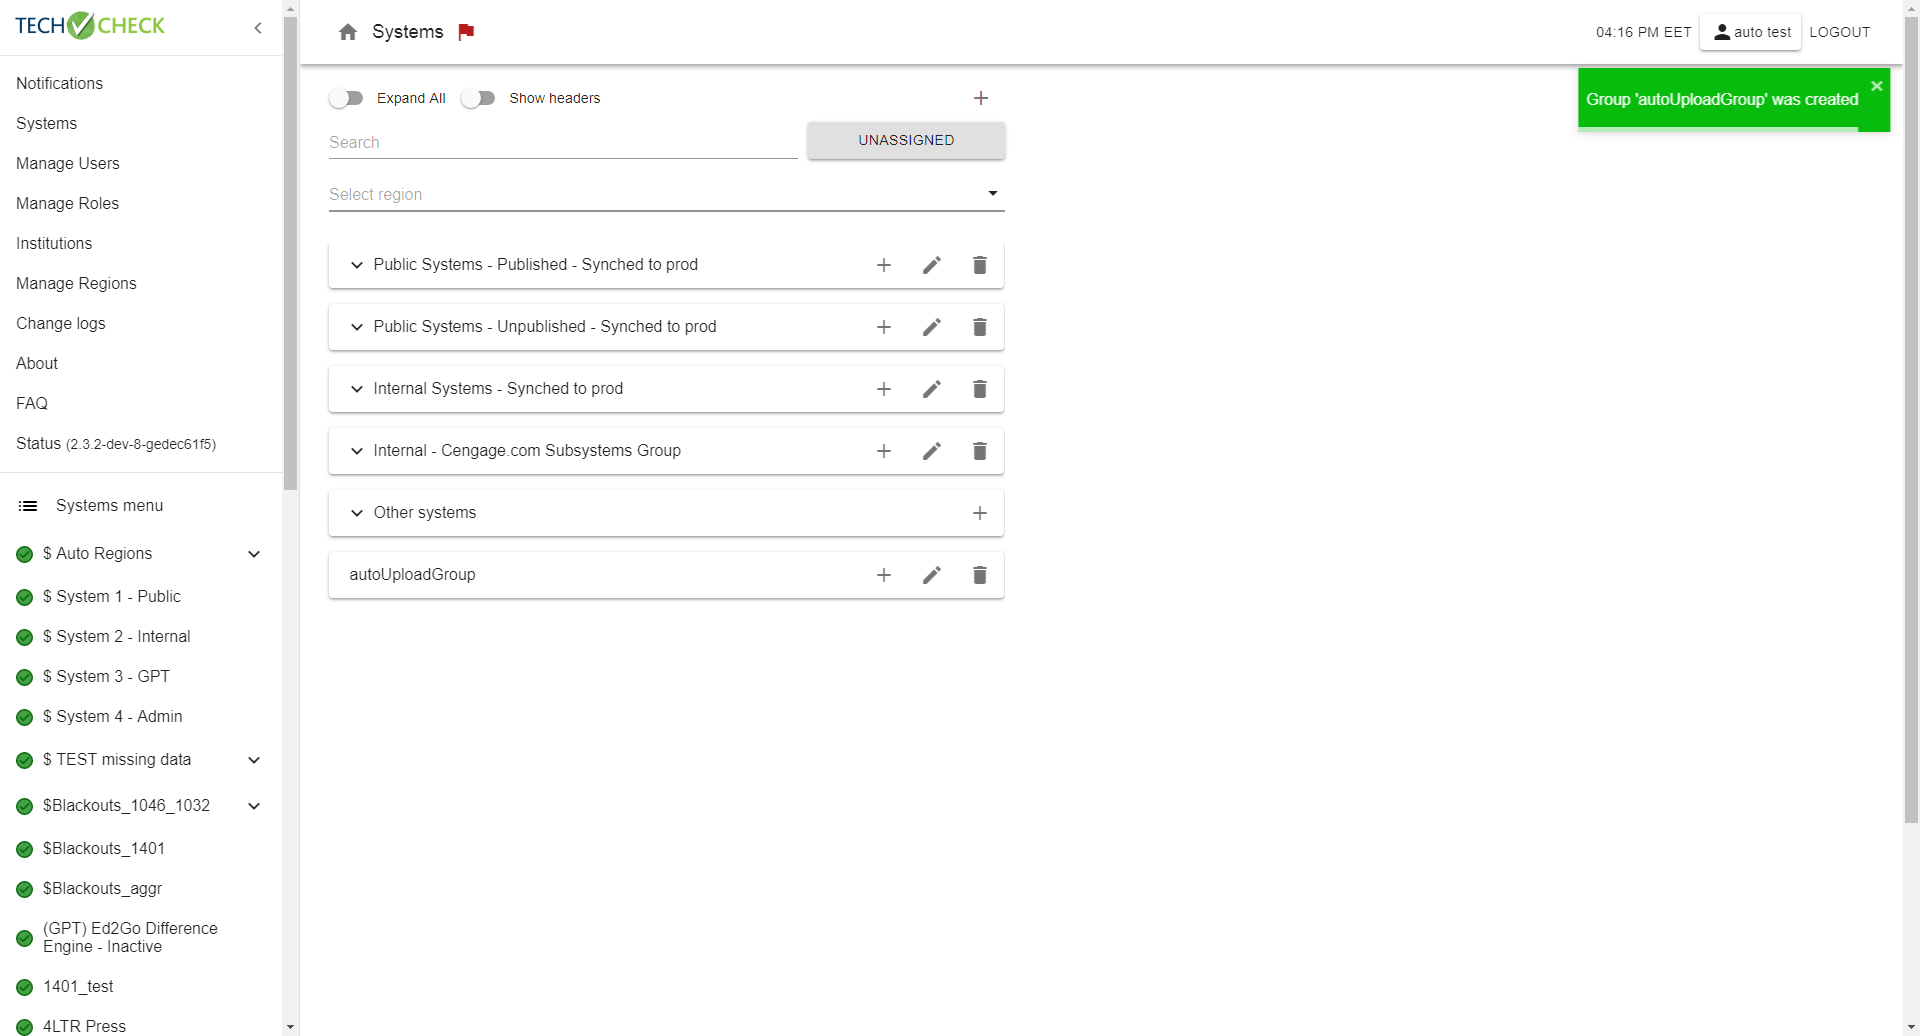 TECH CHECK
Notifications
Systems
Manage Users
Manage Roles
Institutions
Manage Regions
Change logs
About
FAQ
Status (2.3.2-dev-8-gedec61f5)
Systems menu
$ Auto Regions
$ System 1 - Public
$ System 2 - Internal
$ System 3 - GPT
$ System 4 - Admin
$ TEST missing data
$Blackouts_1046_1032
$Blackouts_1401
$Blackouts_aggr
(GPT) Ed2Go Difference
Engine - Inactive
1401_test
4LTR Press
Systems
04:16 PM EET
auto test
LOGOUT
Group 'autoUploadGroup' was created
Expand All
Show headers
Search
UNASSIGNED
Select region
Public Systems - Published - Synched to prod
Public Systems - Unpublished - Synched to prod
Internal Systems - Synched to prod
Internal - Cengage.com Subsystems Group
Other systems
autoUploadGroup